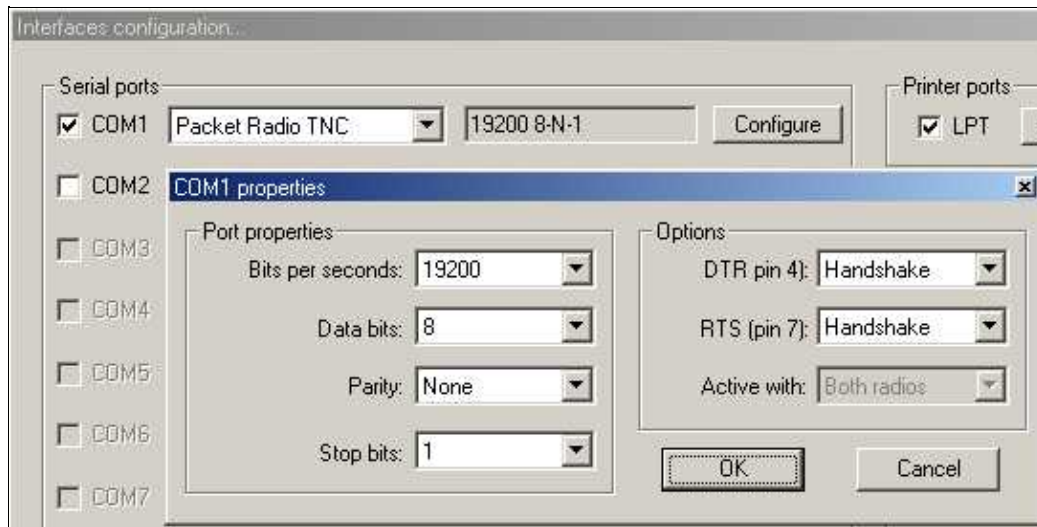 Interfaces configuration...
Serial ports
Printer ports
COM1 Packet Radio TNC 19200 8-N-1 Configure
LPT
COM2
COM1 properties
COM3
COM4
COM5
COM6
COM7
Port properties
Bits per seconds: 19200
Data bits: 8
Parity: None
Stop bits: 1
Options
DTR pin 4): Handshake
RTS (pin 7): Handshake
Active with: Both radios
OK
Cancel